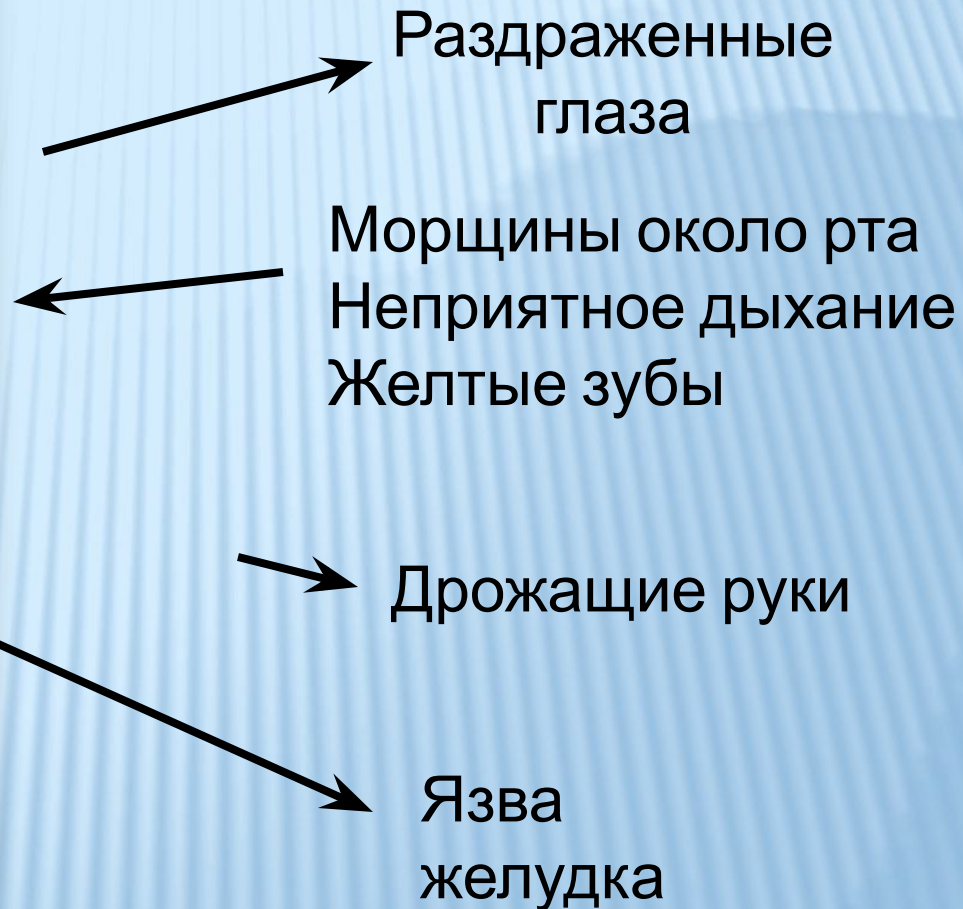 Раздраженные
глаза
Морщины около рта
Неприятное дыхание
Желтые зубы
Дрожащие руки
Язва
желудка